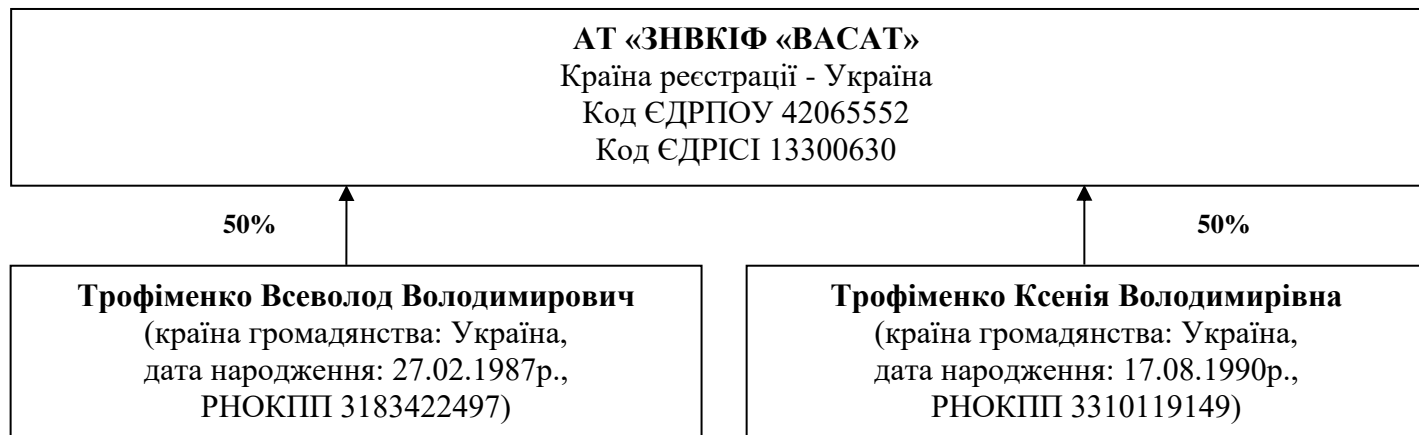 АТ «ЗНВКІФ «ВАСАТ»
Країна реєстрації - Україна
Код ЄДРПОУ 42065552
Код ЄДРІСІ 13300630
50%
50%
Трофіменко Всеволод Володимирович
(країна громадянства: Україна,
дата народження: 27.02.1987р.,
РНОКПП 3183422497)
Трофіменко Ксенія Володимирівна
(країна громадянства: Україна,
дата народження: 17.08.1990р.,
РНОКПП 3310119149)